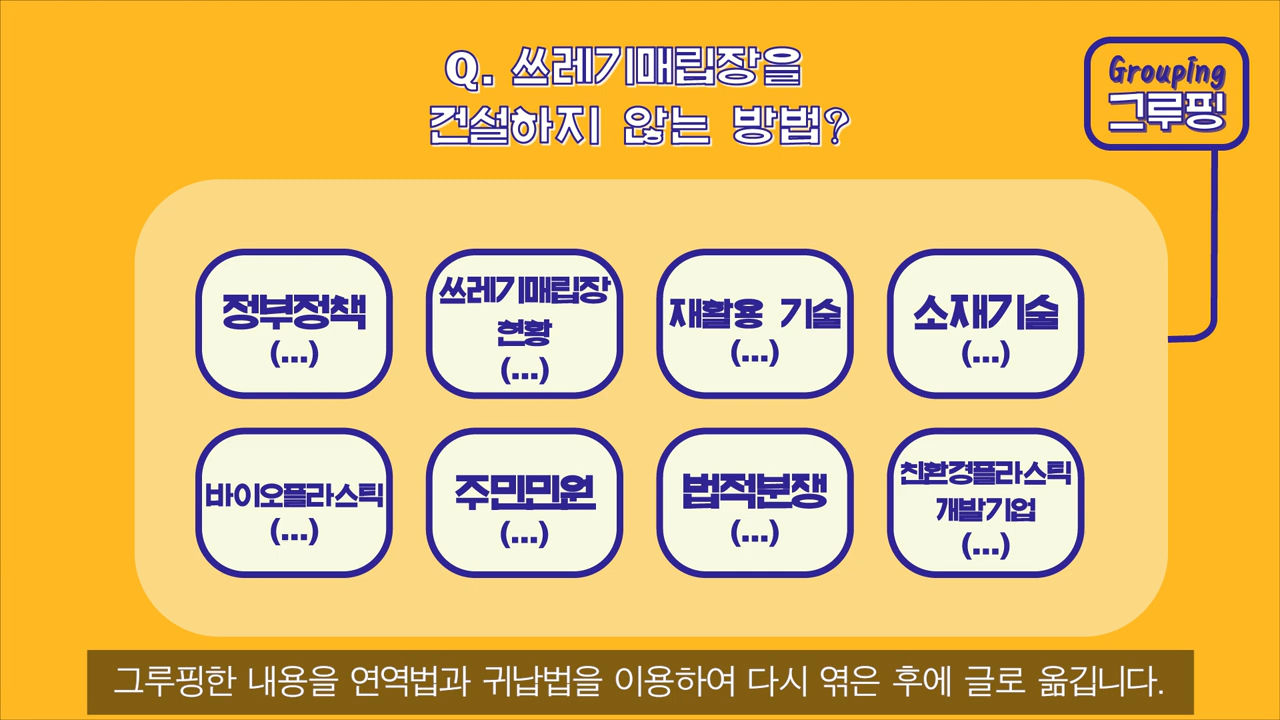 Q. 쓰레기매립장을
건설하지 않는 방법?
Grouping
그루핑
정부정책
(...)
쓰레기매립장
현황
(...)
재활용 기술
(...)
소재기술
(...)
바이오플라스틱
(...)
주민민원
(...)
법적분쟁
(...)
친환경플라스틱
개발기업
(...)
그루핑한 내용을 연역법과 귀납법을 이용하여 다시 엮은 후에 글로 옮깁니다.